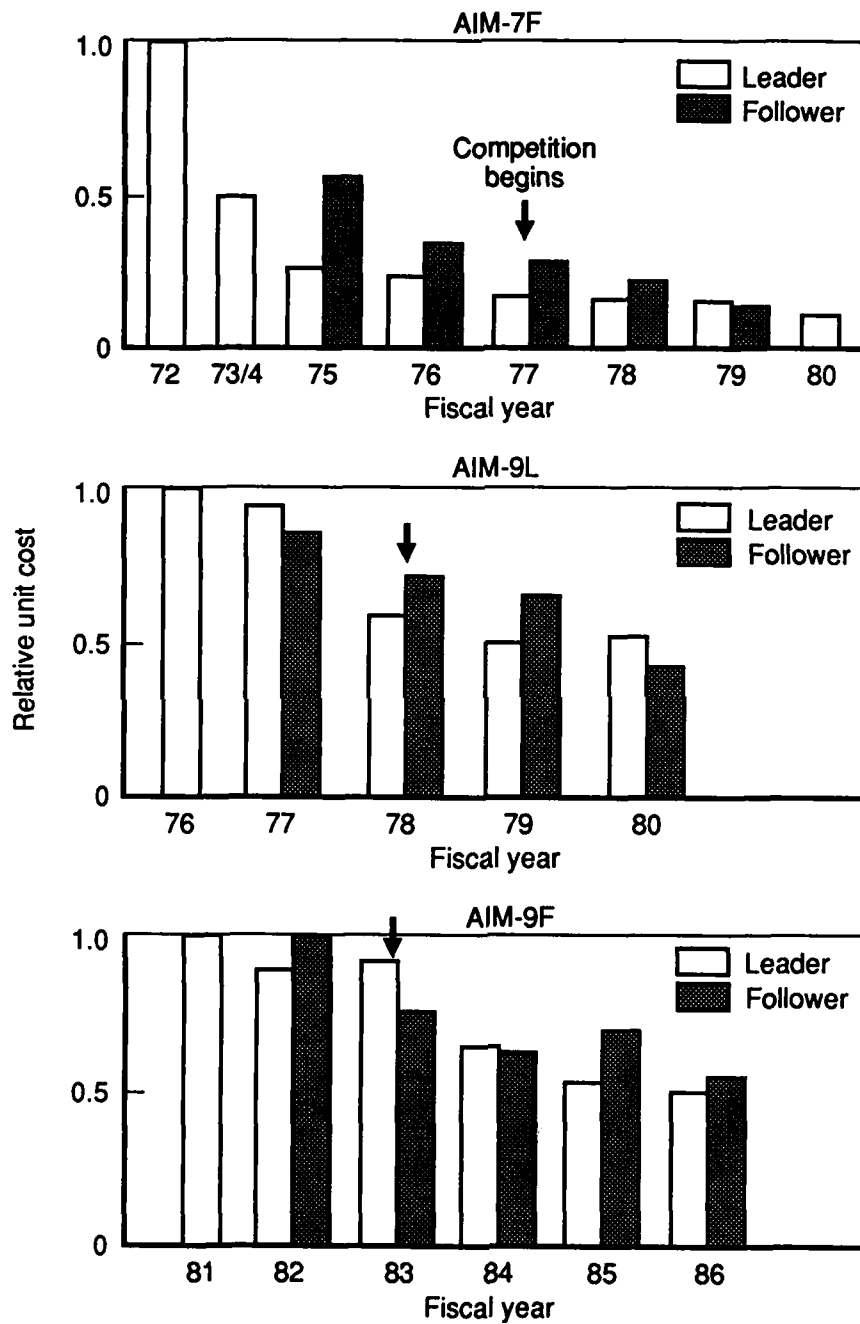 AIM-7F
1.0
Leader
Follower
Competition
begins
0.5
0
72 73/4 75 76 77 78 79 80
Fiscal year
AIM-9L
1.0
Leader
Follower
Relative unit cost
0.5
0
76 77 78 79 80
Fiscal year
AIM-9F
1.0
Leader
Follower
0.5
0
81 82 83 84 85 86
Fiscal year